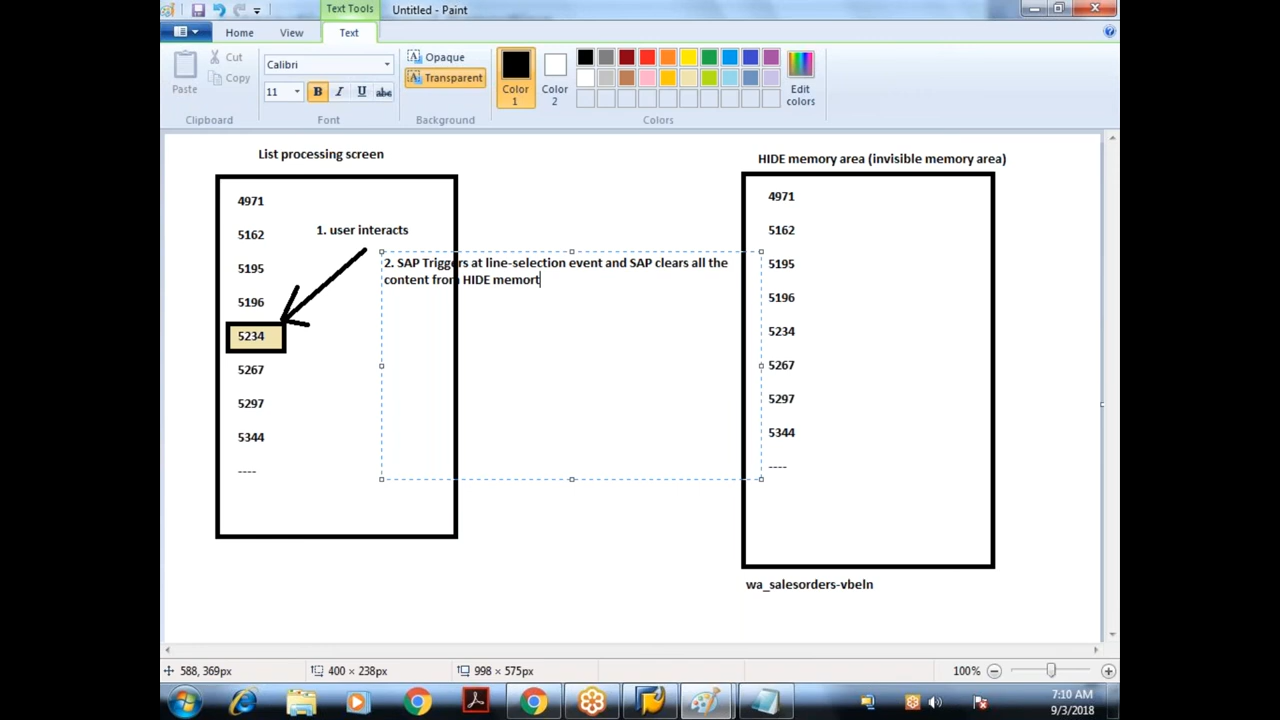 Text Tools
Untitled - Paint
Home
View
Text
Paste
Cut
Copy
Clipboard
Calibri
11
B
I
U
abc
Font
Opaque
Transparent
Background
Color
1
Color
2
Edit
colors
Colors
List processing screen
4971
5162
5195
5196
5234
5267
5297
5344
----
1. user interacts
2. SAP Triggers at line-selection event and SAP clears all the
content from HIDE memort
HIDE memory area (invisible memory area)
4971
5162
5195
5196
5234
5267
5297
5344
----
wa_salesorders-vbeln
588, 369px
400 × 238px
998 × 575px
100%
7:10 AM
9/3/2018